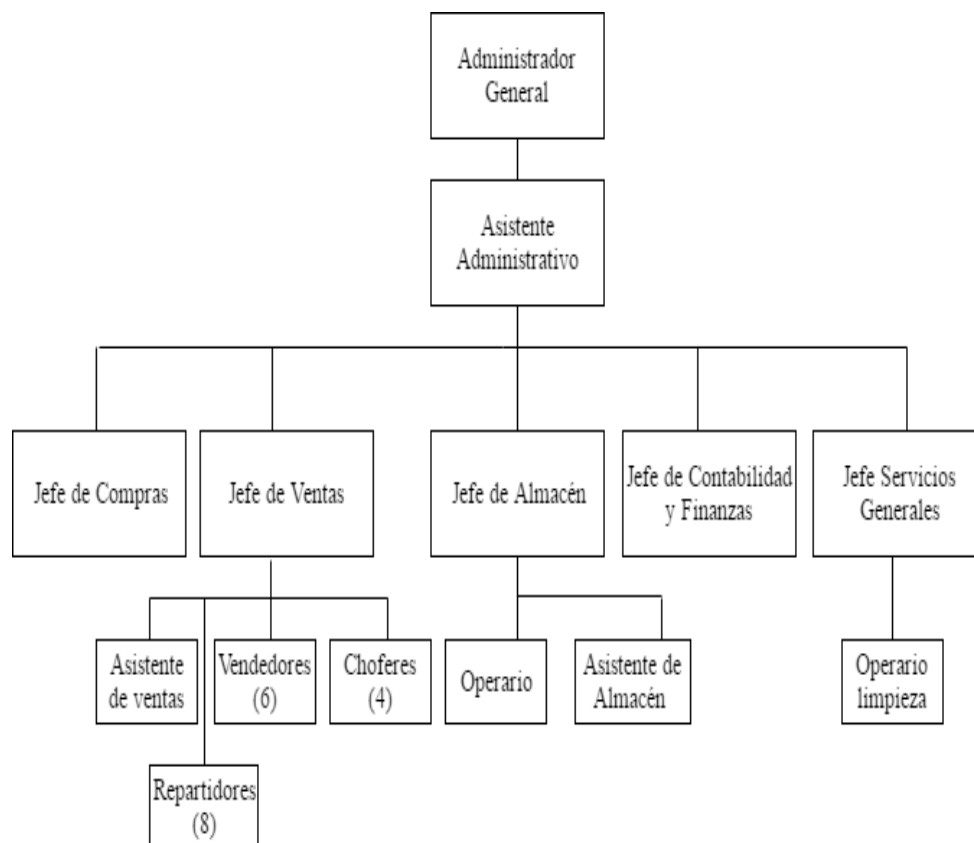 Administrador
General
Asistente
Administrativo
Jefe de Compras
Jefe de Ventas
Jefe de Almacén
Jefe de Contabilidad
y Finanzas
Jefe Servicios
Generales
Asistente
de ventas
Vendedores
(6)
Choferes
(4)
Operario
Asistente de
Almacén
Operario
limpieza
Repartidores
(8)